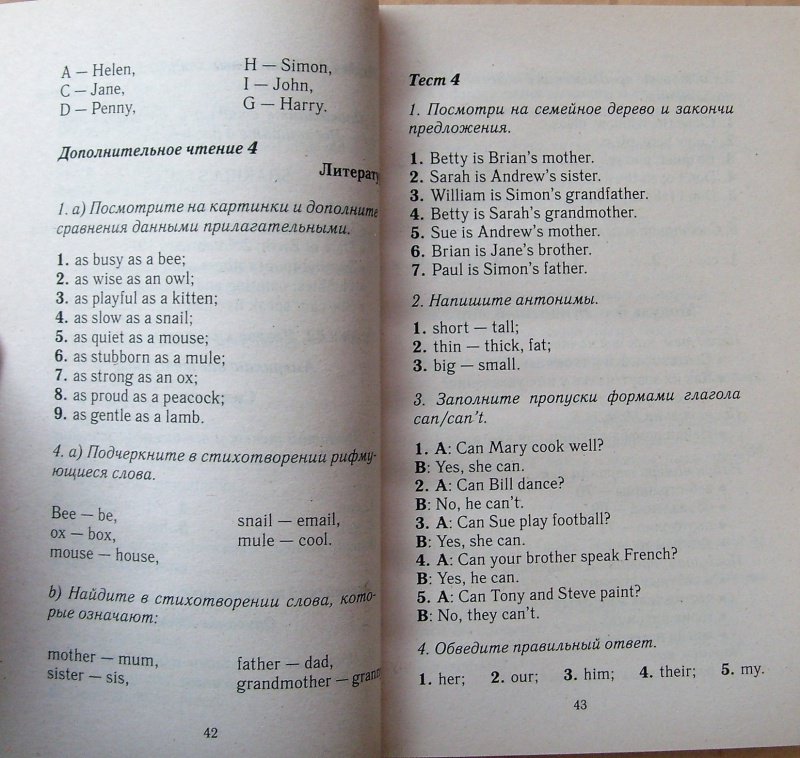 A — Helen,
C — Jane,
D — Penny,
H — Simon,
I — John,
G — Harry.
Дополнительное чтение 4
1. а) Посмотрите на картинки и дополните
сравнения данными прилагательными.
1. as busy as a bee;
2. as wise as an owl;
3. as playful as a kitten;
4. as slow as a snail;
5. as quiet as a mouse;
6. as stubborn as a mule;
7. as strong as an ox;
8. as proud as a peacock;
9. as gentle as a lamb.
4. а) Подчеркните в стихотворении рифму-
ющиеся слова.
Bee — be,
ox — box,
mouse — house,
snail — email,
mule — cool.
b) Найдите в стихотворении слова, кото-
рые означают:
mother — mum,
sister — sis,
father — dad,
grandmother —
42
Тест 4
1. Посмотри на семейное дерево и закончи
предложения.
1. Betty is Brian's mother.
2. Sarah is Andrew's sister.
3. William is Simon's grandfather.
4. Betty is Sarah's grandmother.
5. Sue is Andrew's mother.
6. Brian is Jane's brother.
7. Paul is Simon's father.
2. Напишите антонимы.
1. short — tall;
2. thin — thick, fat;
3. big — small.
3. Заполните пропуски формами глагола
can/can't.
1. A: Can Mary cook well?
B: Yes, she can.
2. A: Can Bill dance?
B: No, he can't.
3. A: Can Sue play football?
B: Yes, she can.
4. A: Can your brother speak French?
B: Yes, he can.
5. A: Can Tony and Steve paint?
B: No, they can't.
4. Обведите правильный ответ.
1. her; 2. our; 3. him; 4. their; 5. my.
43